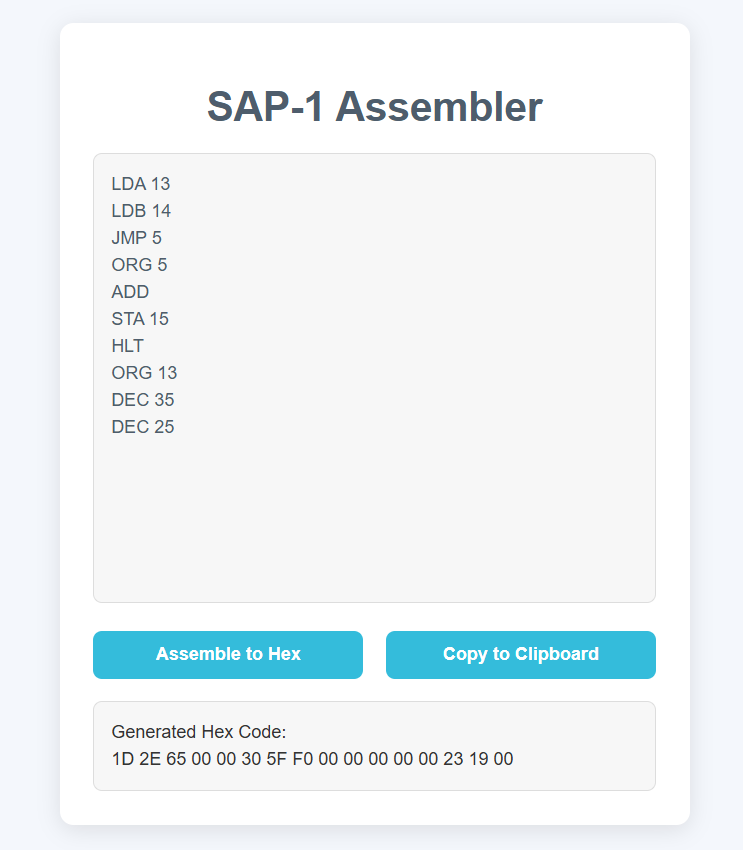 SAP-1 Assembler
LDA 13
LDB 14
JMP 5
ORG 5
ADD
STA 15
HLT
ORG 13
DEC 35
DEC 25
Assemble to Hex
Copy to Clipboard
Generated Hex Code:
1D 2E 65 00 00 30 5F F0 00 00 00 00 00 23 19 00